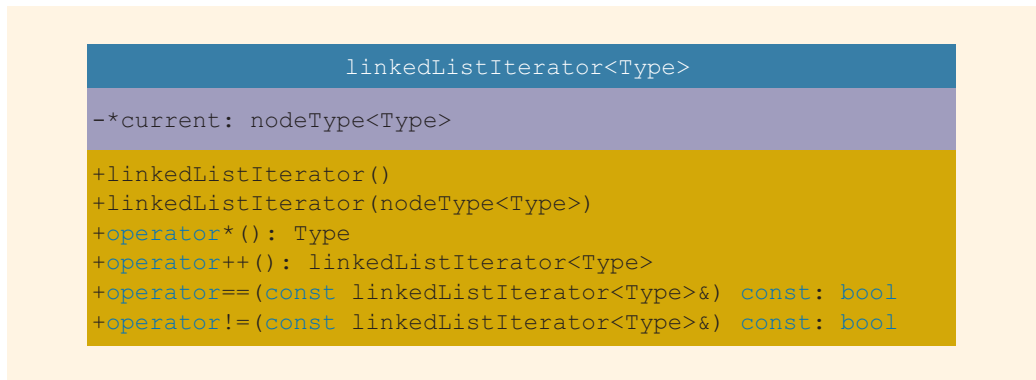 linkedListIterator<Type>
-*current: nodeType<Type>
+linkedListIterator()
+linkedListIterator(nodeType<Type>)
+operator*(): Type
+operator++(): linkedListIterator<Type>
+operator==(const linkedListIterator<Type>&) const: bool
+operator!=(const linkedListIterator<Type>&) const: bool